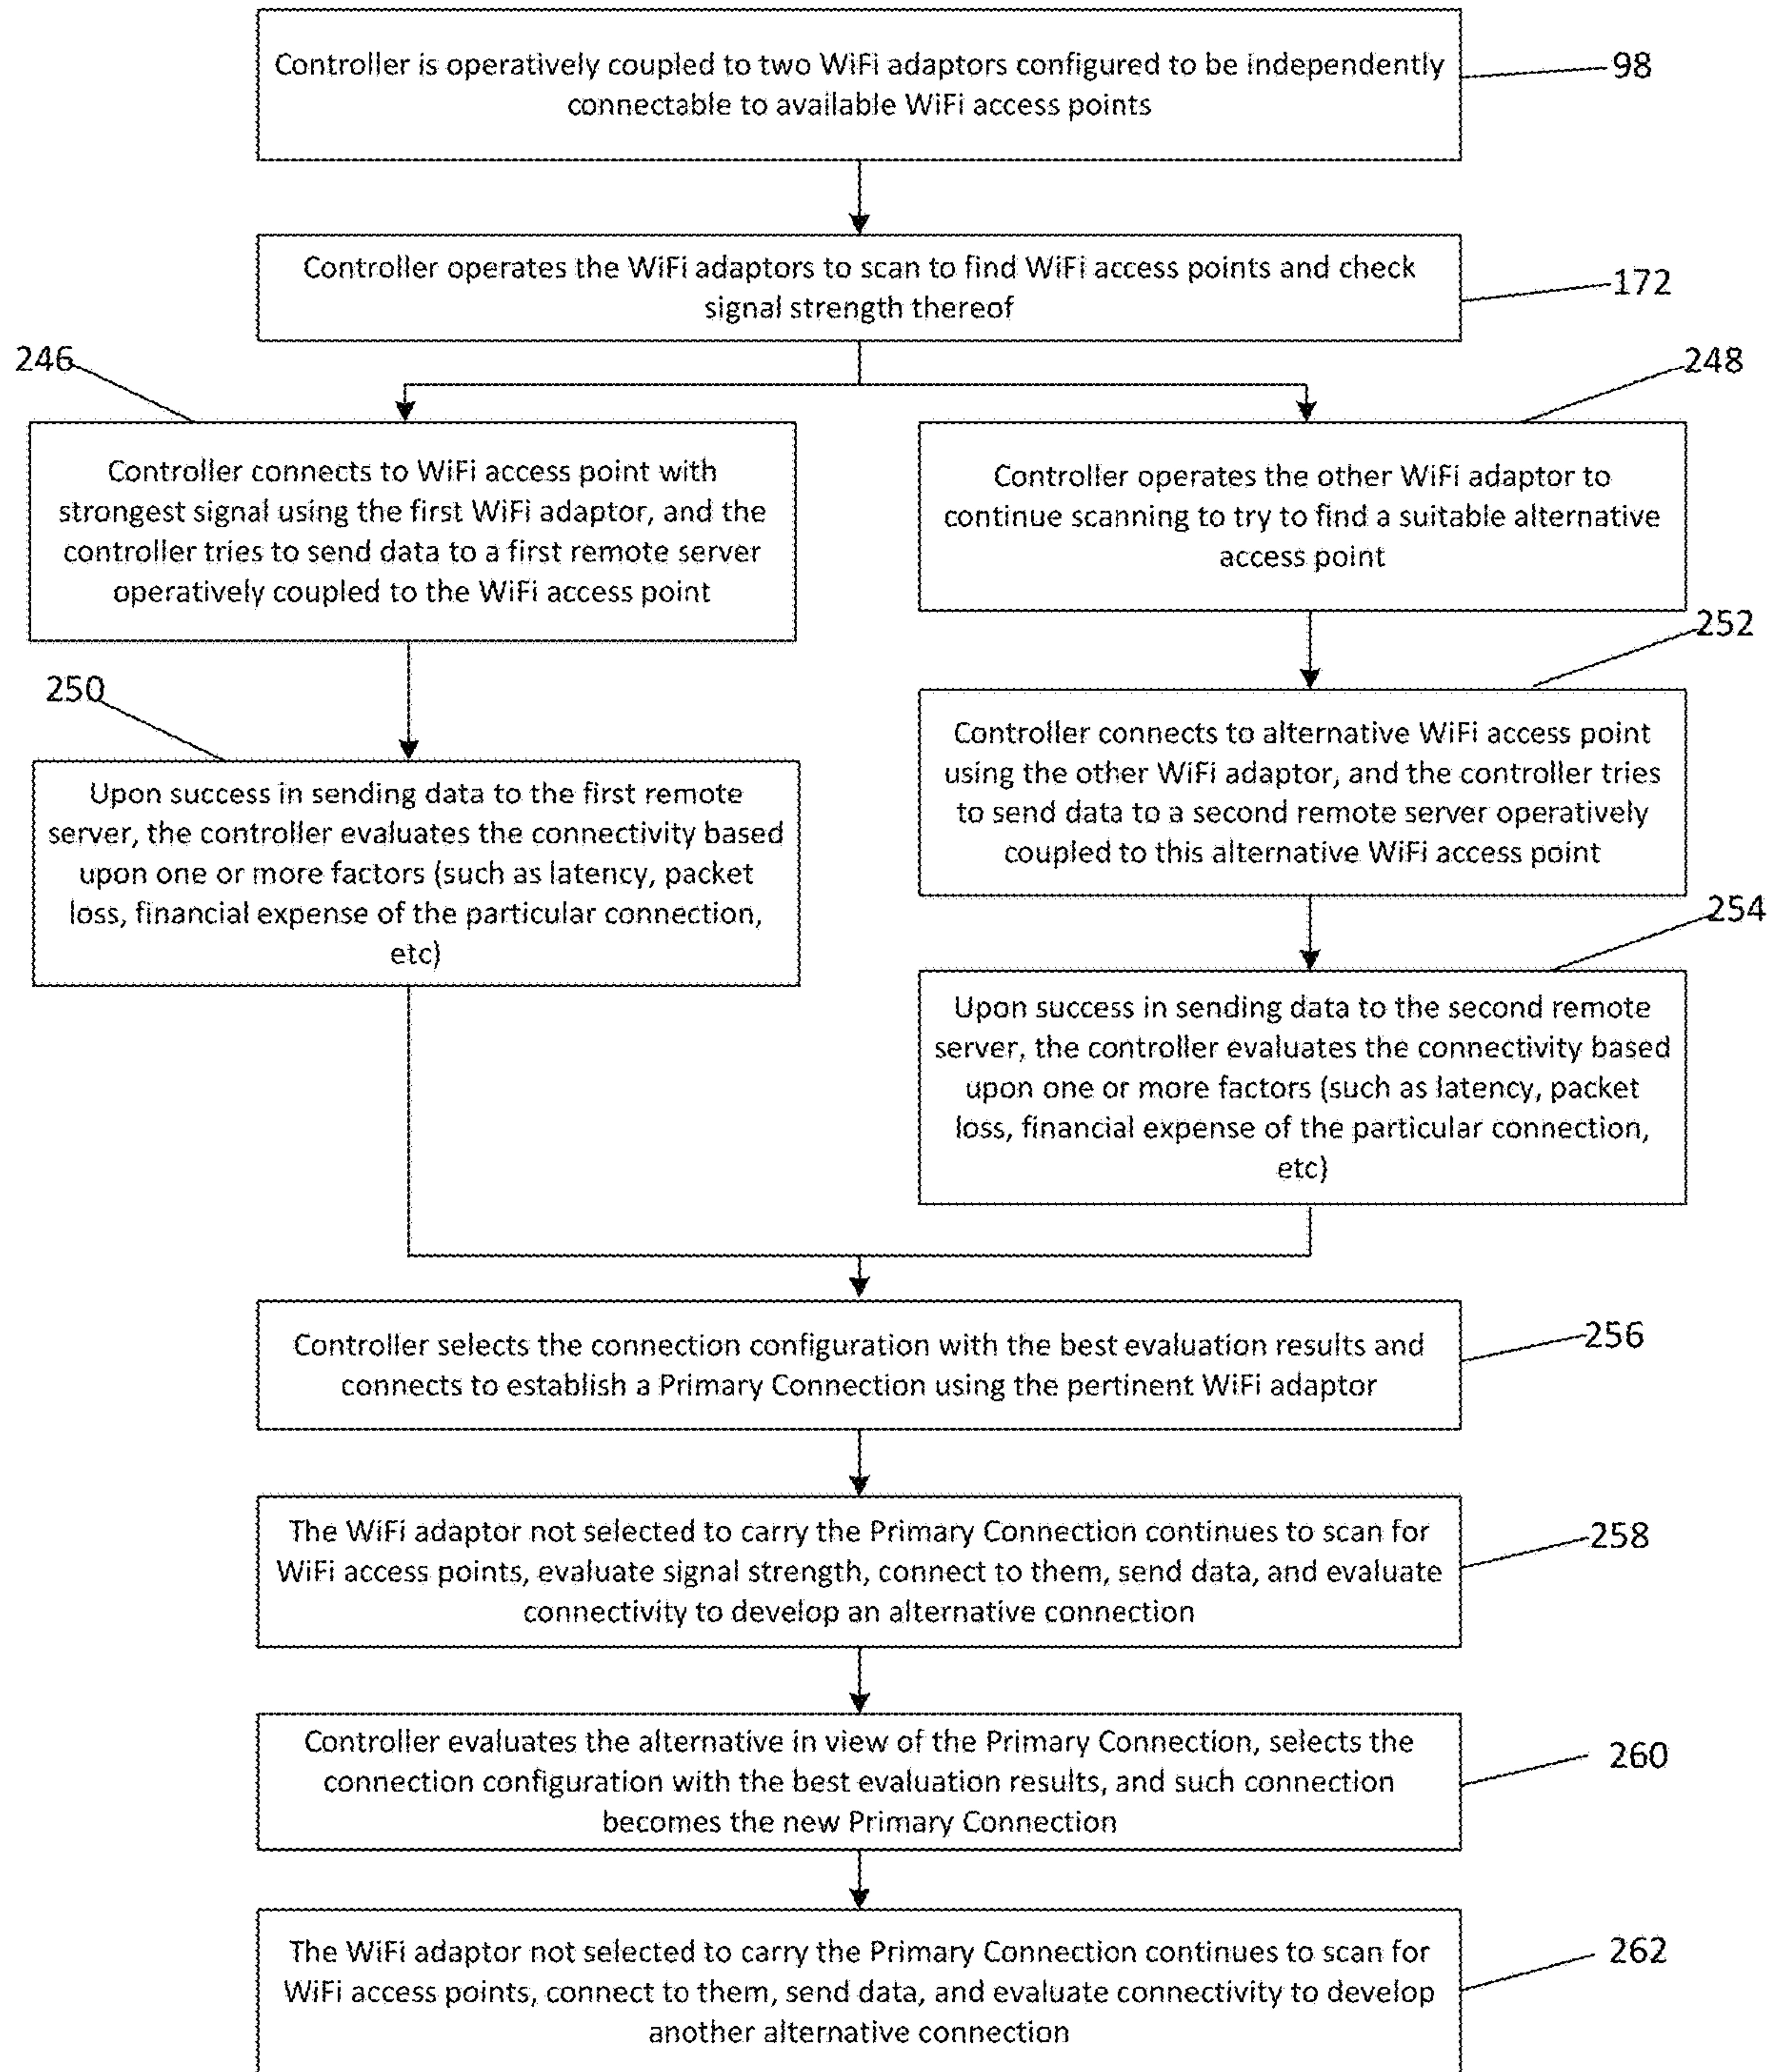 Controller is operatively coupled to two WiFi adaptors configured to be independently
connectable to available WiFi access points
98
Controller operates the WiFi adaptors to scan to find WiFi access points and check
signal strength thereof
172
246
248
Controller connects to WiFi access point with
strongest signal using the first WiFi adaptor, and the
controller tries to send data to a first remote server
operatively coupled to the WiFi access point
Controller operates the other WiFi adaptor to
continue scanning to try to find a suitable alternative
access point
250
252
Upon success in sending data to the first remote
server, the controller evaluates the connectivity based
upon one or more factors (such as latency, packet
loss, financial expense of the particular connection,
etc)
Controller connects to alternative WiFi access point
using the other WiFi adaptor, and the controller tries
to send data to a second remote server operatively
coupled to this alternative WiFi access point
254
Upon success in sending data to the second remote
server, the controller evaluates the connectivity based
upon one or more factors (such as latency, packet
loss, financial expense of the particular connection,
etc)
Controller selects the connection configuration with the best evaluation results and
connects to establish a Primary Connection using the pertinent WiFi adaptor
256
The WiFi adaptor not selected to carry the Primary Connection continues to scan for
WiFi access points, evaluate signal strength, connect to them, send data, and evaluate
connectivity to develop an alternative connection
258
Controller evaluates the alternative in view of the Primary Connection, selects the
connection configuration with the best evaluation results, and such connection
becomes the new Primary Connection
260
The WiFi adaptor not selected to carry the Primary Connection continues to scan for
WiFi access points, connect to them, send data, and evaluate connectivity to develop
another alternative connection
262